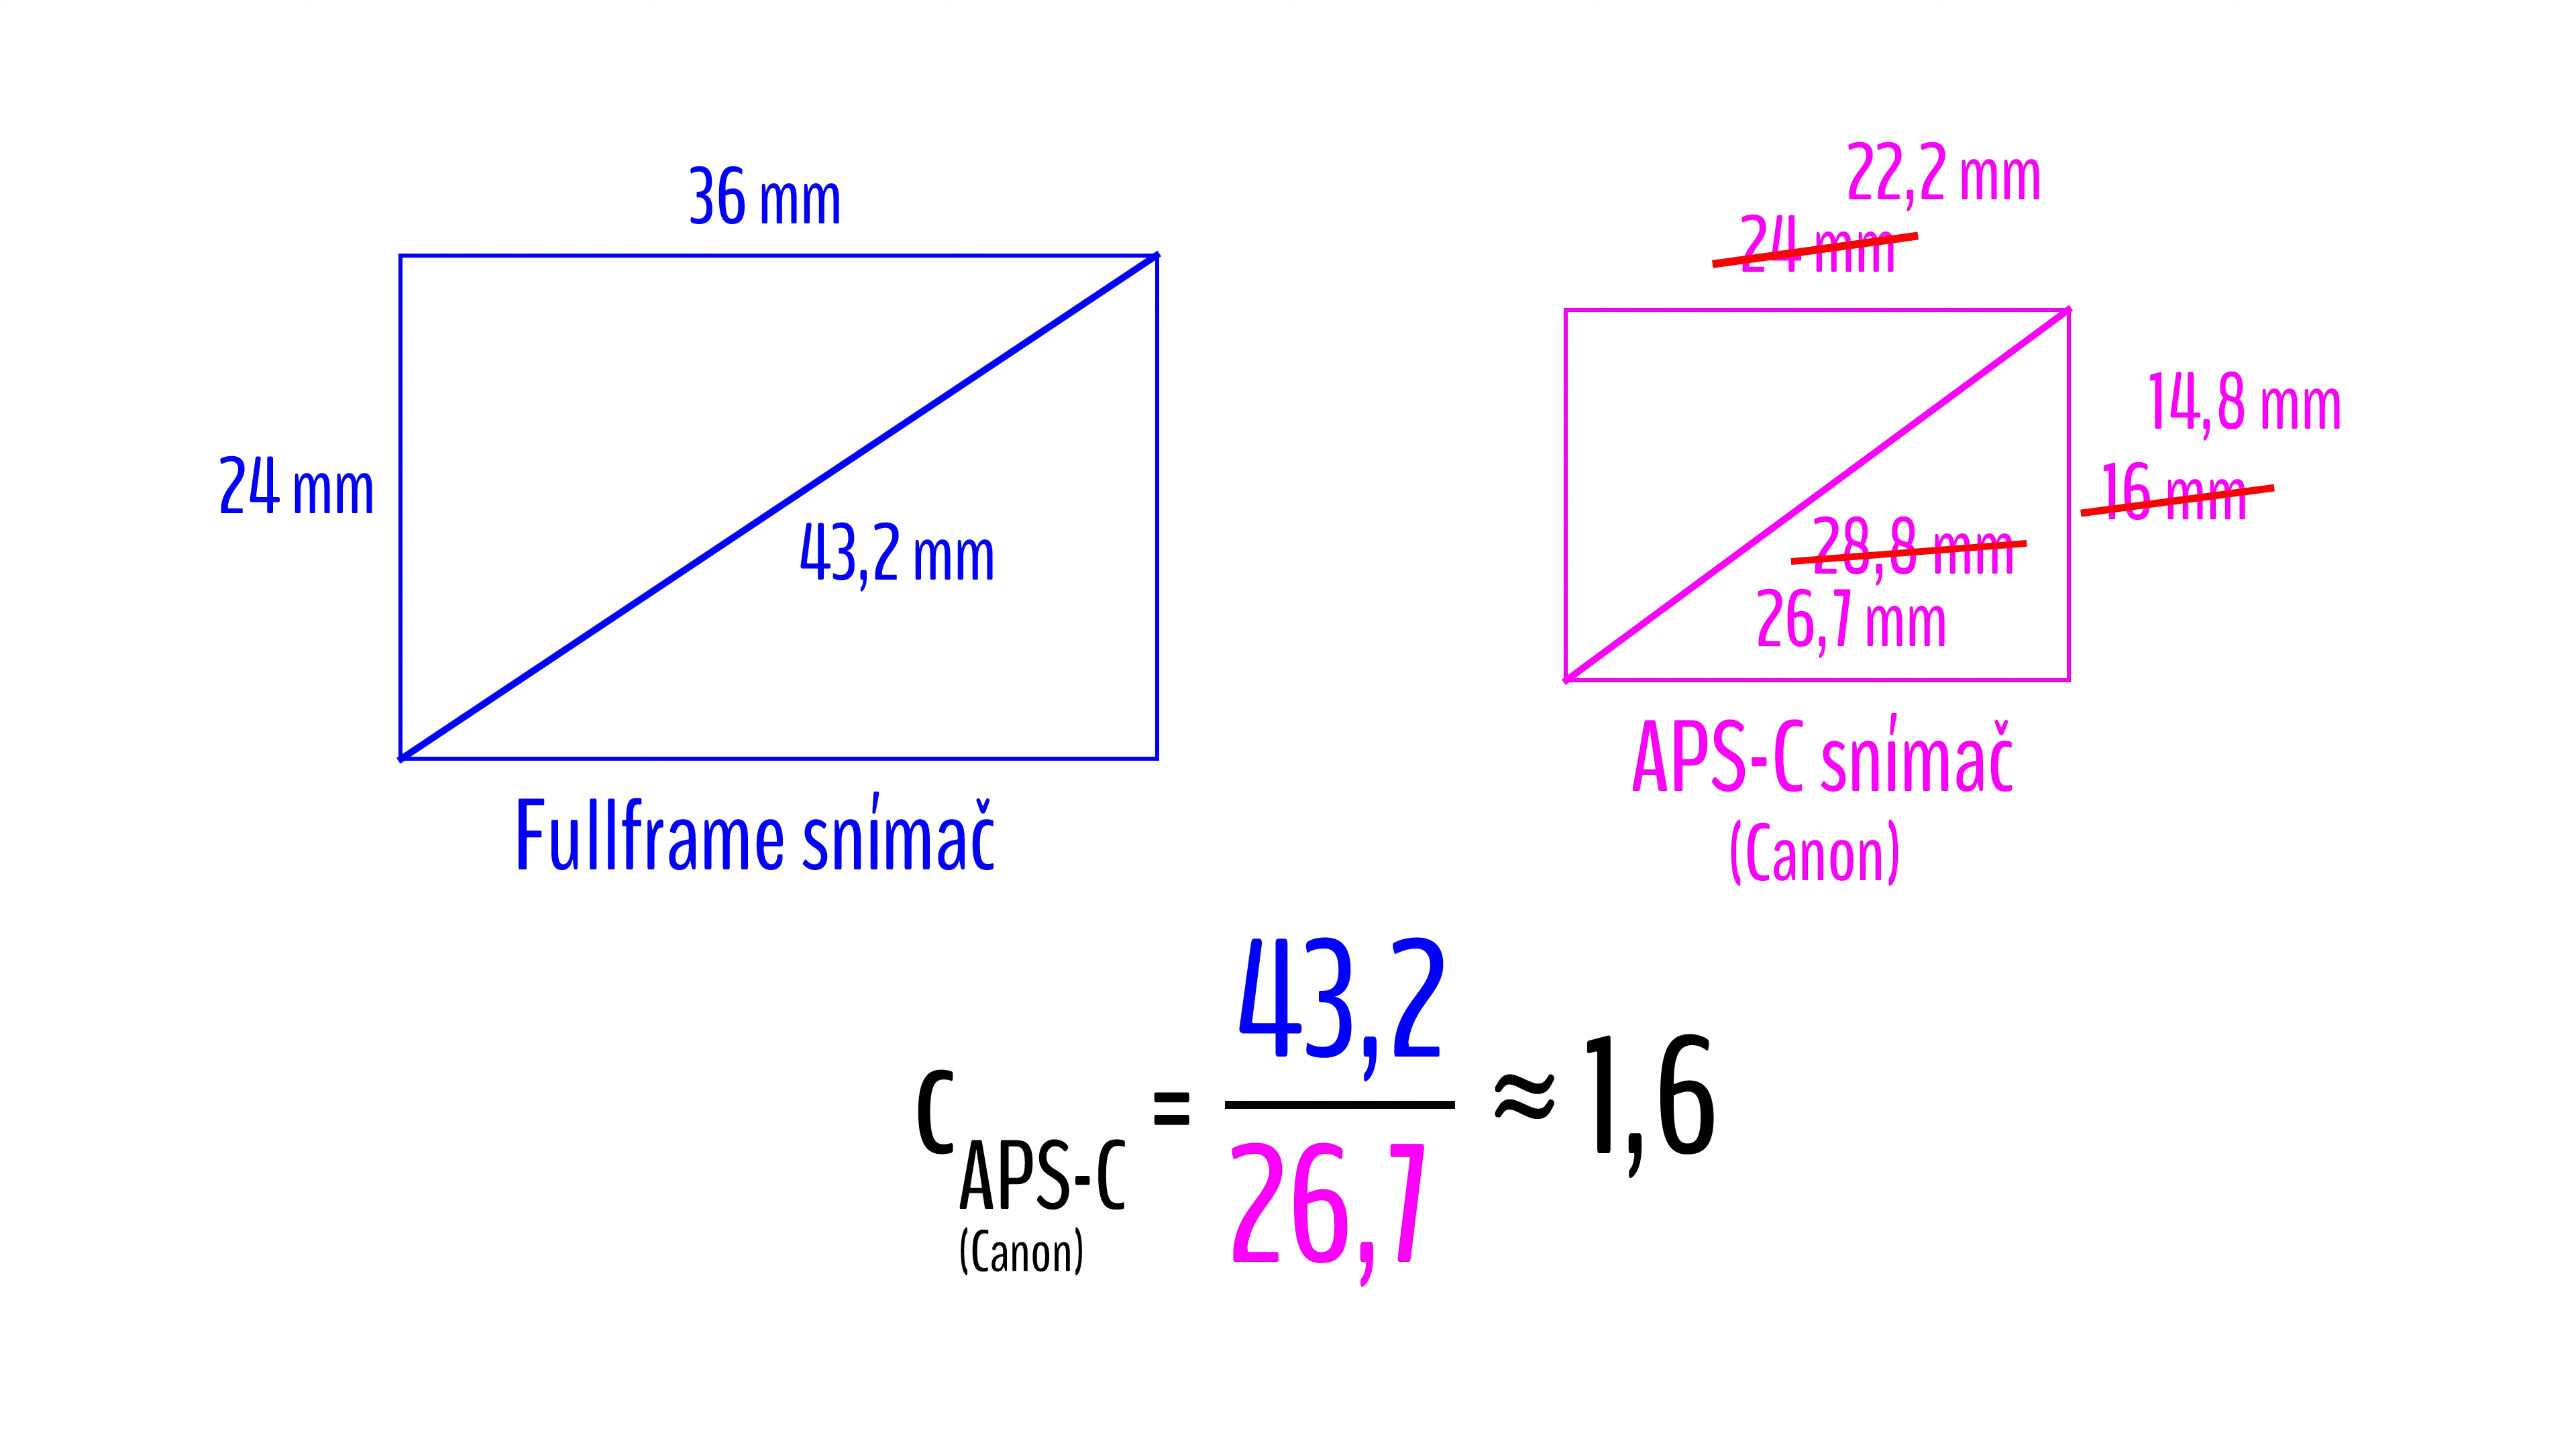 36 mm
24 mm
43,2 mm
Fullframe snímač
22,2 mm
24 mm
14,8 mm
16 mm
28,8 mm
26,7 mm
APS-C snímač
(Canon)
c APS-C (Canon) = 43,2 / 26,7 ≈ 1,6